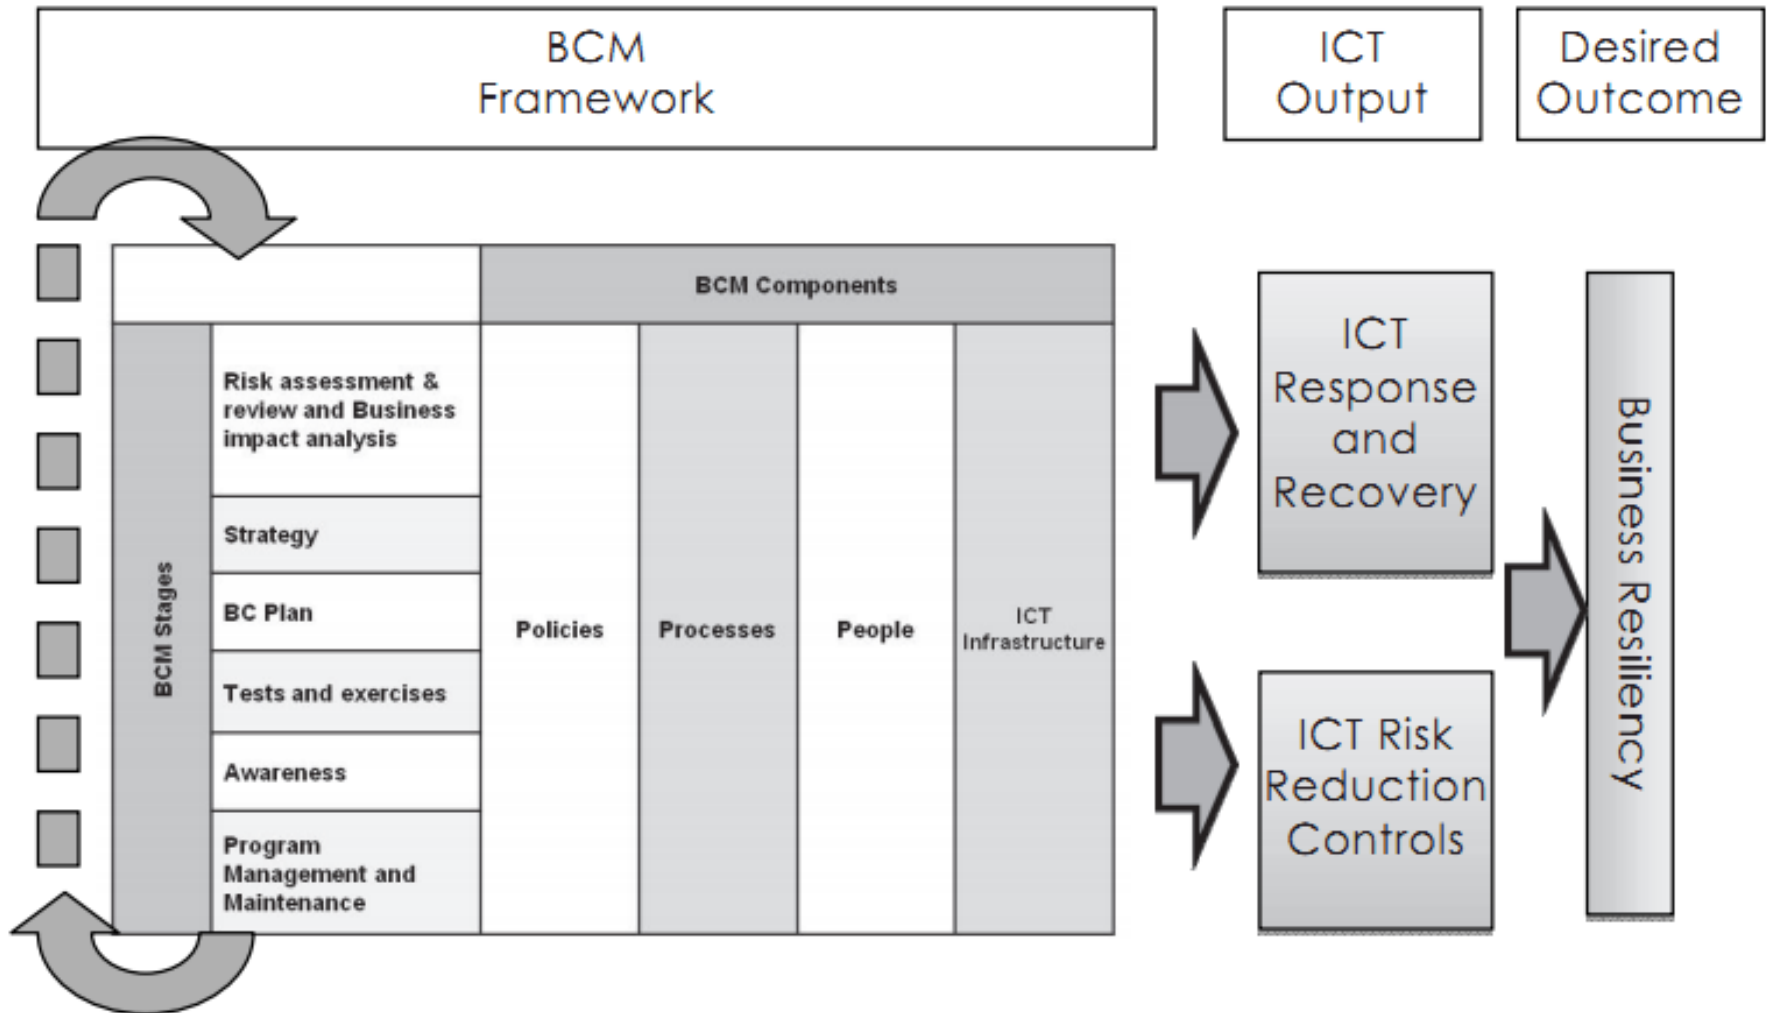 BCM
Framework
ICT
Output
Desired
Outcome
BCM Components
BCM Stages
Risk assessment &
review and Business
impact analysis
Strategy
BC Plan
Tests and exercises
Awareness
Program
Management and
Maintenance
Policies
Processes
People
ICT
Infrastructure
ICT
Response
and
Recovery
ICT Risk
Reduction
Controls
Business Resiliency